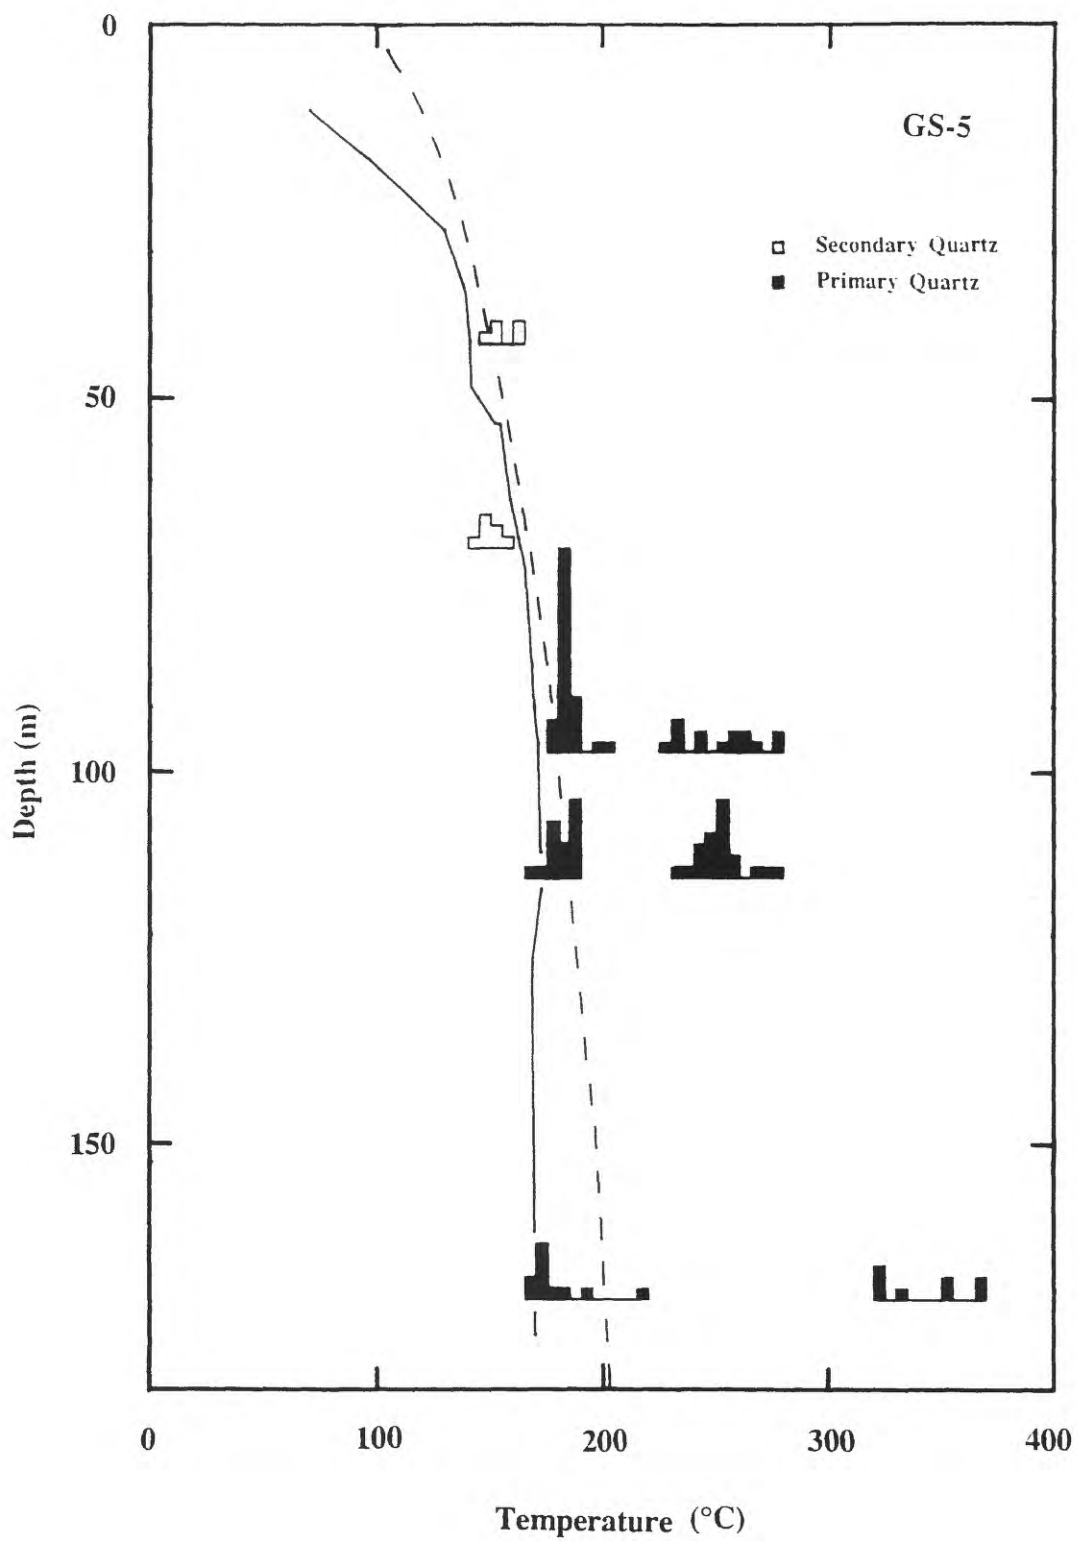 0
GS-5
Secondary Quartz
Primary Quartz
50
Depth (m)
100
150
0 100 200 300 400
Temperature (°C)